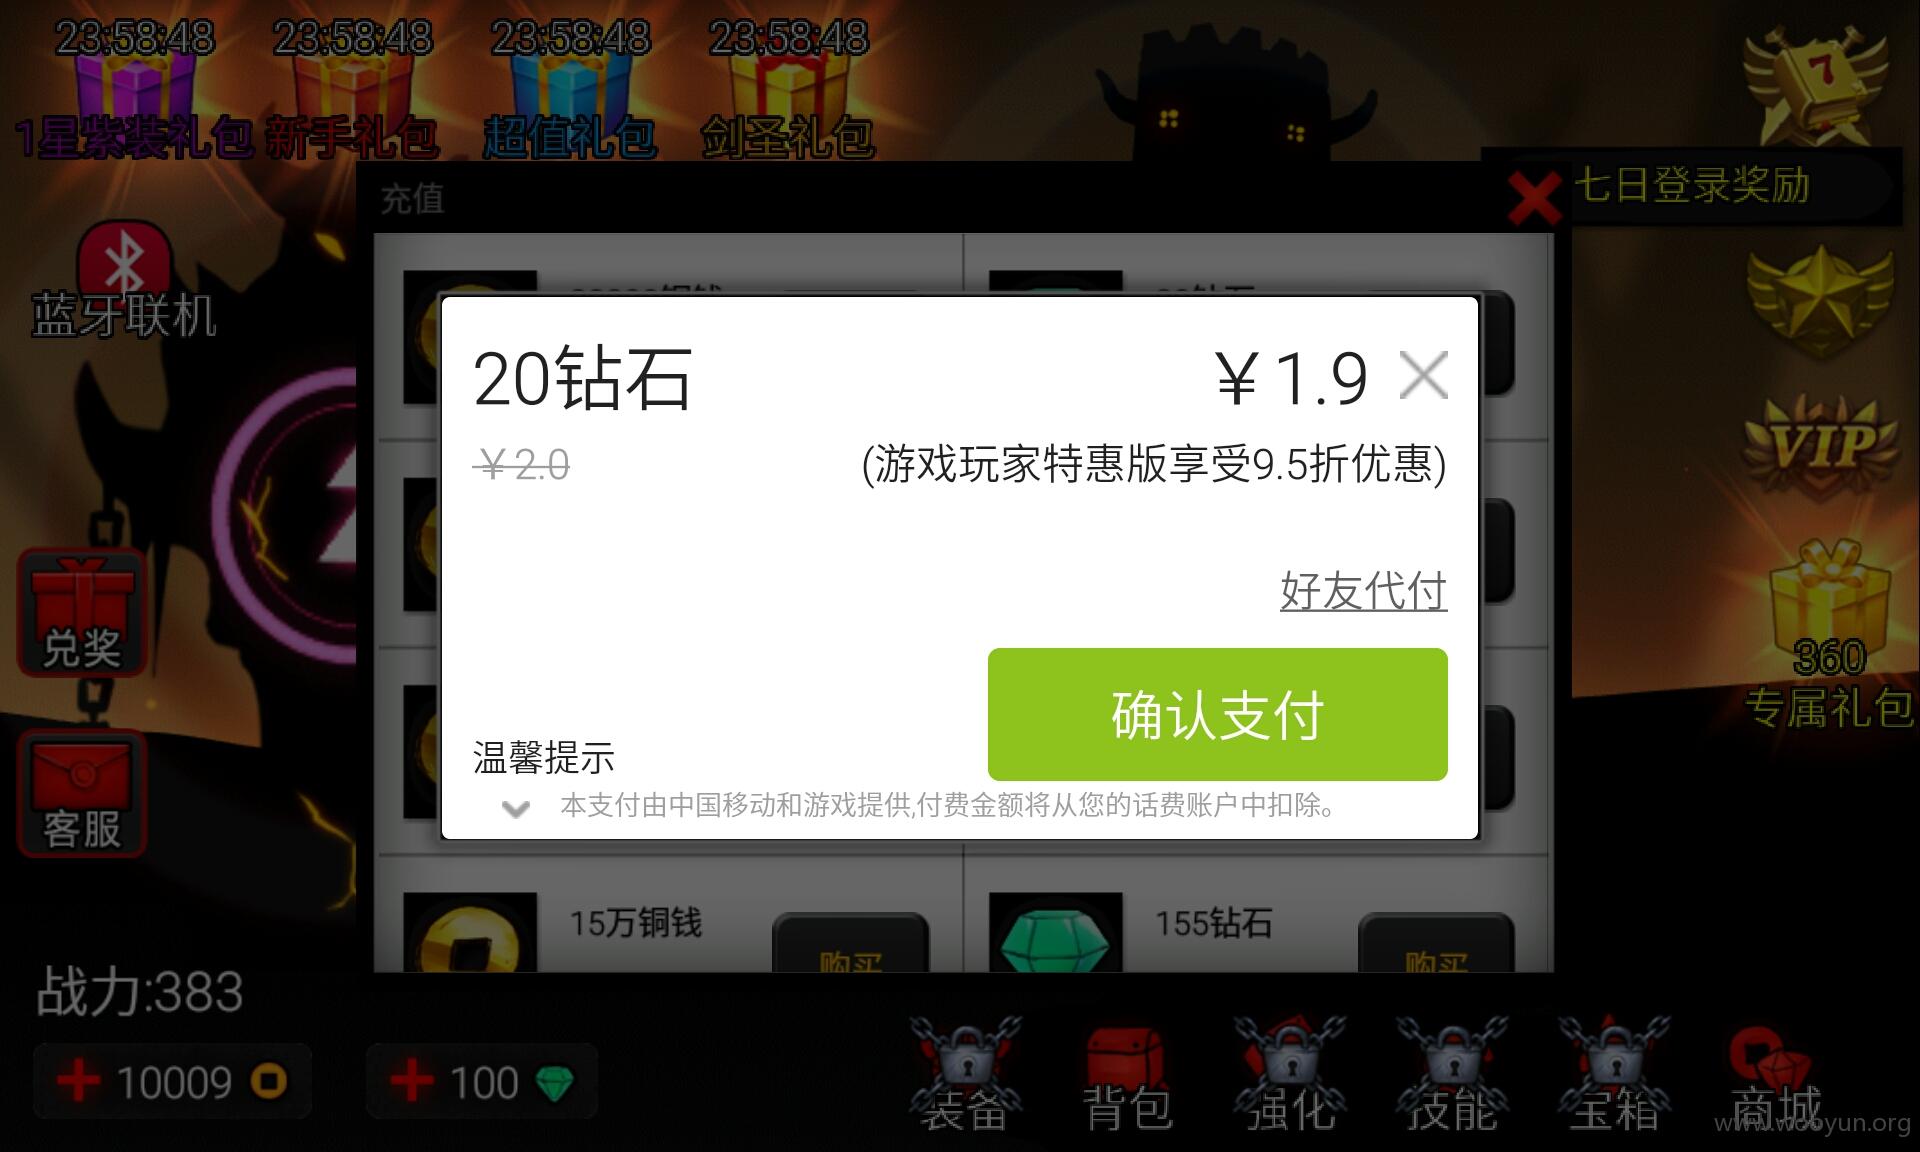 23:58:48 23:58:48 23:58:48 23:58:48
1星紫装礼包 新手礼包 超值礼包 剑圣礼包
7
充值
七日登录奖励
蓝牙联机
20钻石 ¥1.9
¥2.0 (游戏玩家特惠版享受9.5折优惠)
VIP
好友代付
兑奖
360
专属礼包
确认支付
温馨提示
本支付由中国移动和游戏提供,付费金额将从您的话费账户中扣除。
客服
15万铜钱 购买
155钻石 购买
战力:383
10009 100
装备 背包 强化 技能 宝箱 商城
www.wooyun.org